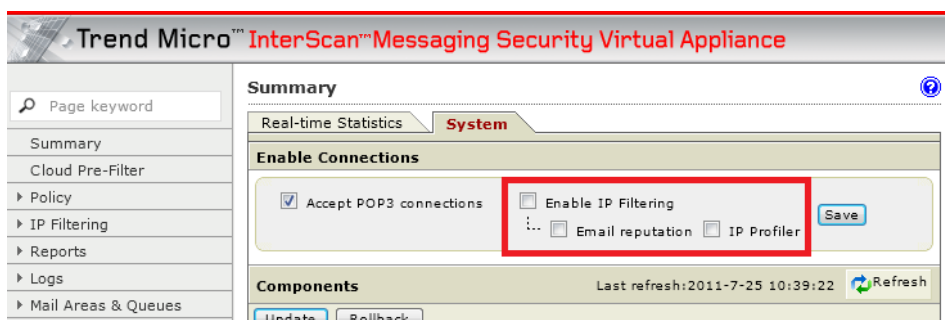 Trend Micro™ InterScan™ Messaging Security Virtual Appliance
Page keyword
Summary
Cloud Pre-Filter
Policy
IP Filtering
Reports
Logs
Mail Areas & Queues
Summary
?
Real-time Statistics
System
Enable Connections
Accept POP3 connections
Enable IP Filtering
Email reputation
IP Profiler
Save
Components
Last refresh:2011-7-25 10:39:22
Refresh
Update
Rollback